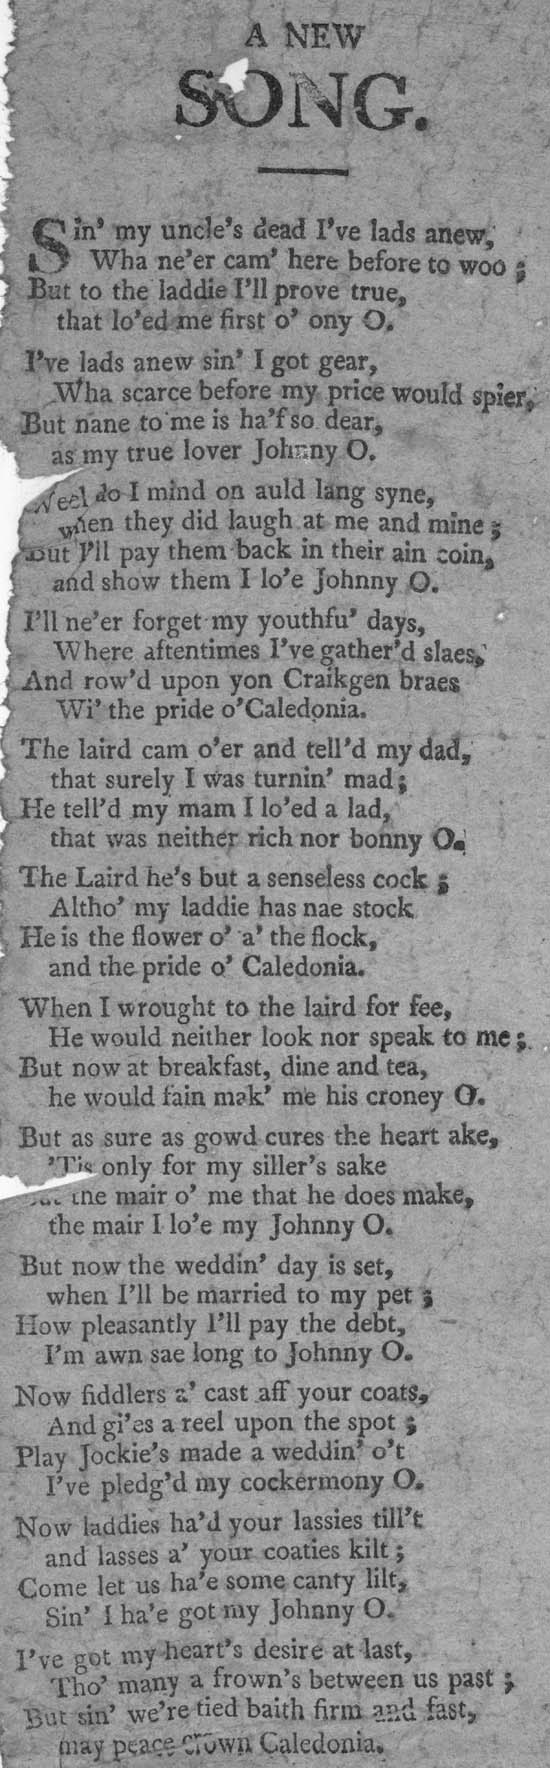 A NEW
SONG.
Sin' my uncle's dead I've lads anew,
Wha ne'er cam' here before to woo ;
But to the laddie I'll prove true,
that lo'ed me first o' ony O.
I've lads anew sin' I got gear,
Wha scarce before my price would spier,
But nane to me is ha'f so dear,
as my true lover Johnny O.
Weel do I mind on auld lang syne,
when they did laugh at me and mine ;
But I'll pay them back in their ain coin,
and show them I lo'e Johnny O.
I'll ne'er forget my youthfu' days,
Where aftentimes I've gather'd slaes,
And row'd upon yon Craikgen braes
Wi' the pride o'Caledonia.
The laird cam o'er and tell'd my dad,
that surely I was turnin' mad ;
He tell'd my mam I lo'ed a lad,
that was neither rich nor bonny O.
The Laird he's but a senseless cock ;
Altho' my laddie has nae stock
He is the flower o' a' the flock,
and the pride o' Caledonia.
When I wrought to the laird for fee,
He would neither look nor speak to me ;
But now at breakfast, dine and tea,
he would fain mak' me his croney O.
But as sure as gowd cures the heart ake,
'Tis only for my siller's sake
the mair o' me that he does make,
the mair I lo'e my Johnny O.
But now the weddin' day is set,
when I'll be married to my pet ;
How pleasantly I'll pay the debt,
I'm awn sae long to Johnny O.
Now fiddlers a' cast aff your coats,
And gi'es a reel upon the spot ;
Play Jockie's made a weddin' o't
I've pledg'd my cockermony O.
Now laddies ha'd your lassies till't
and lasses a' your coaties kilt ;
Come let us ha'e some canty lilt,
Sin' I ha'e got my Johnny O.
I've got my heart's desire at last,
Tho' many a frown's between us past ;
But sin' we're tied baith firm and fast,
may peace crown Caledonia.